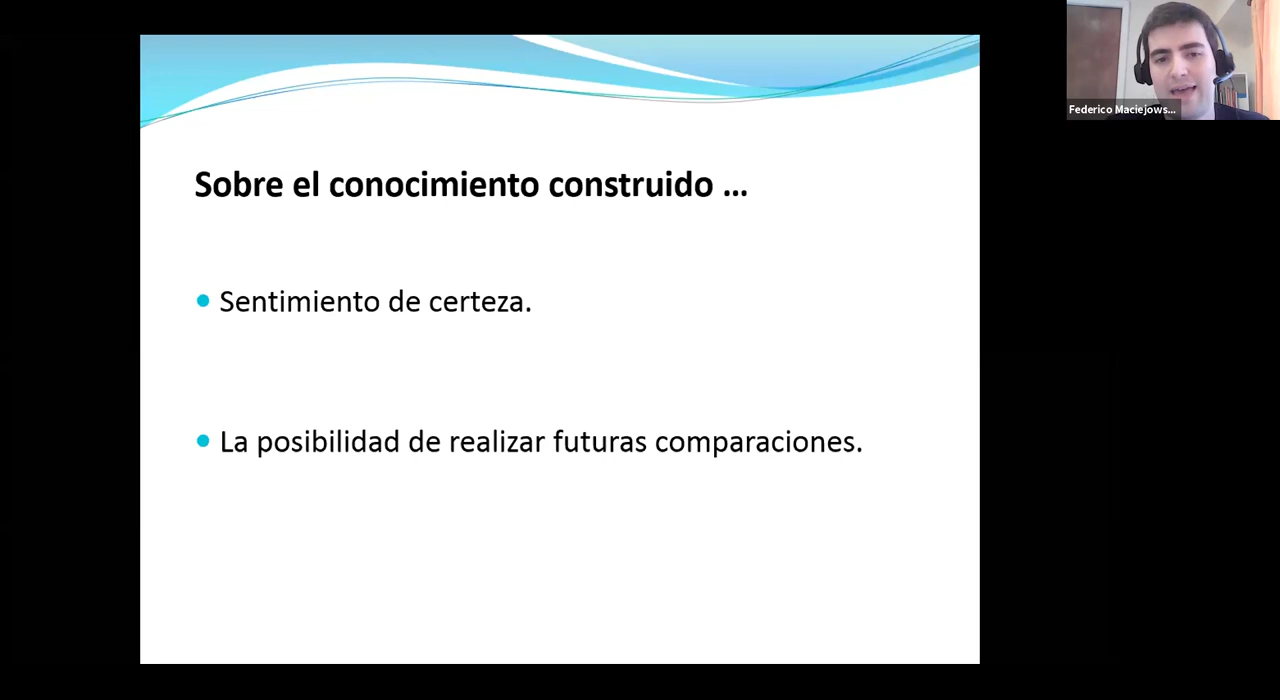 Federico Maciejows...
Sobre el conocimiento construido ...
Sentimiento de certeza.
La posibilidad de realizar futuras comparaciones.